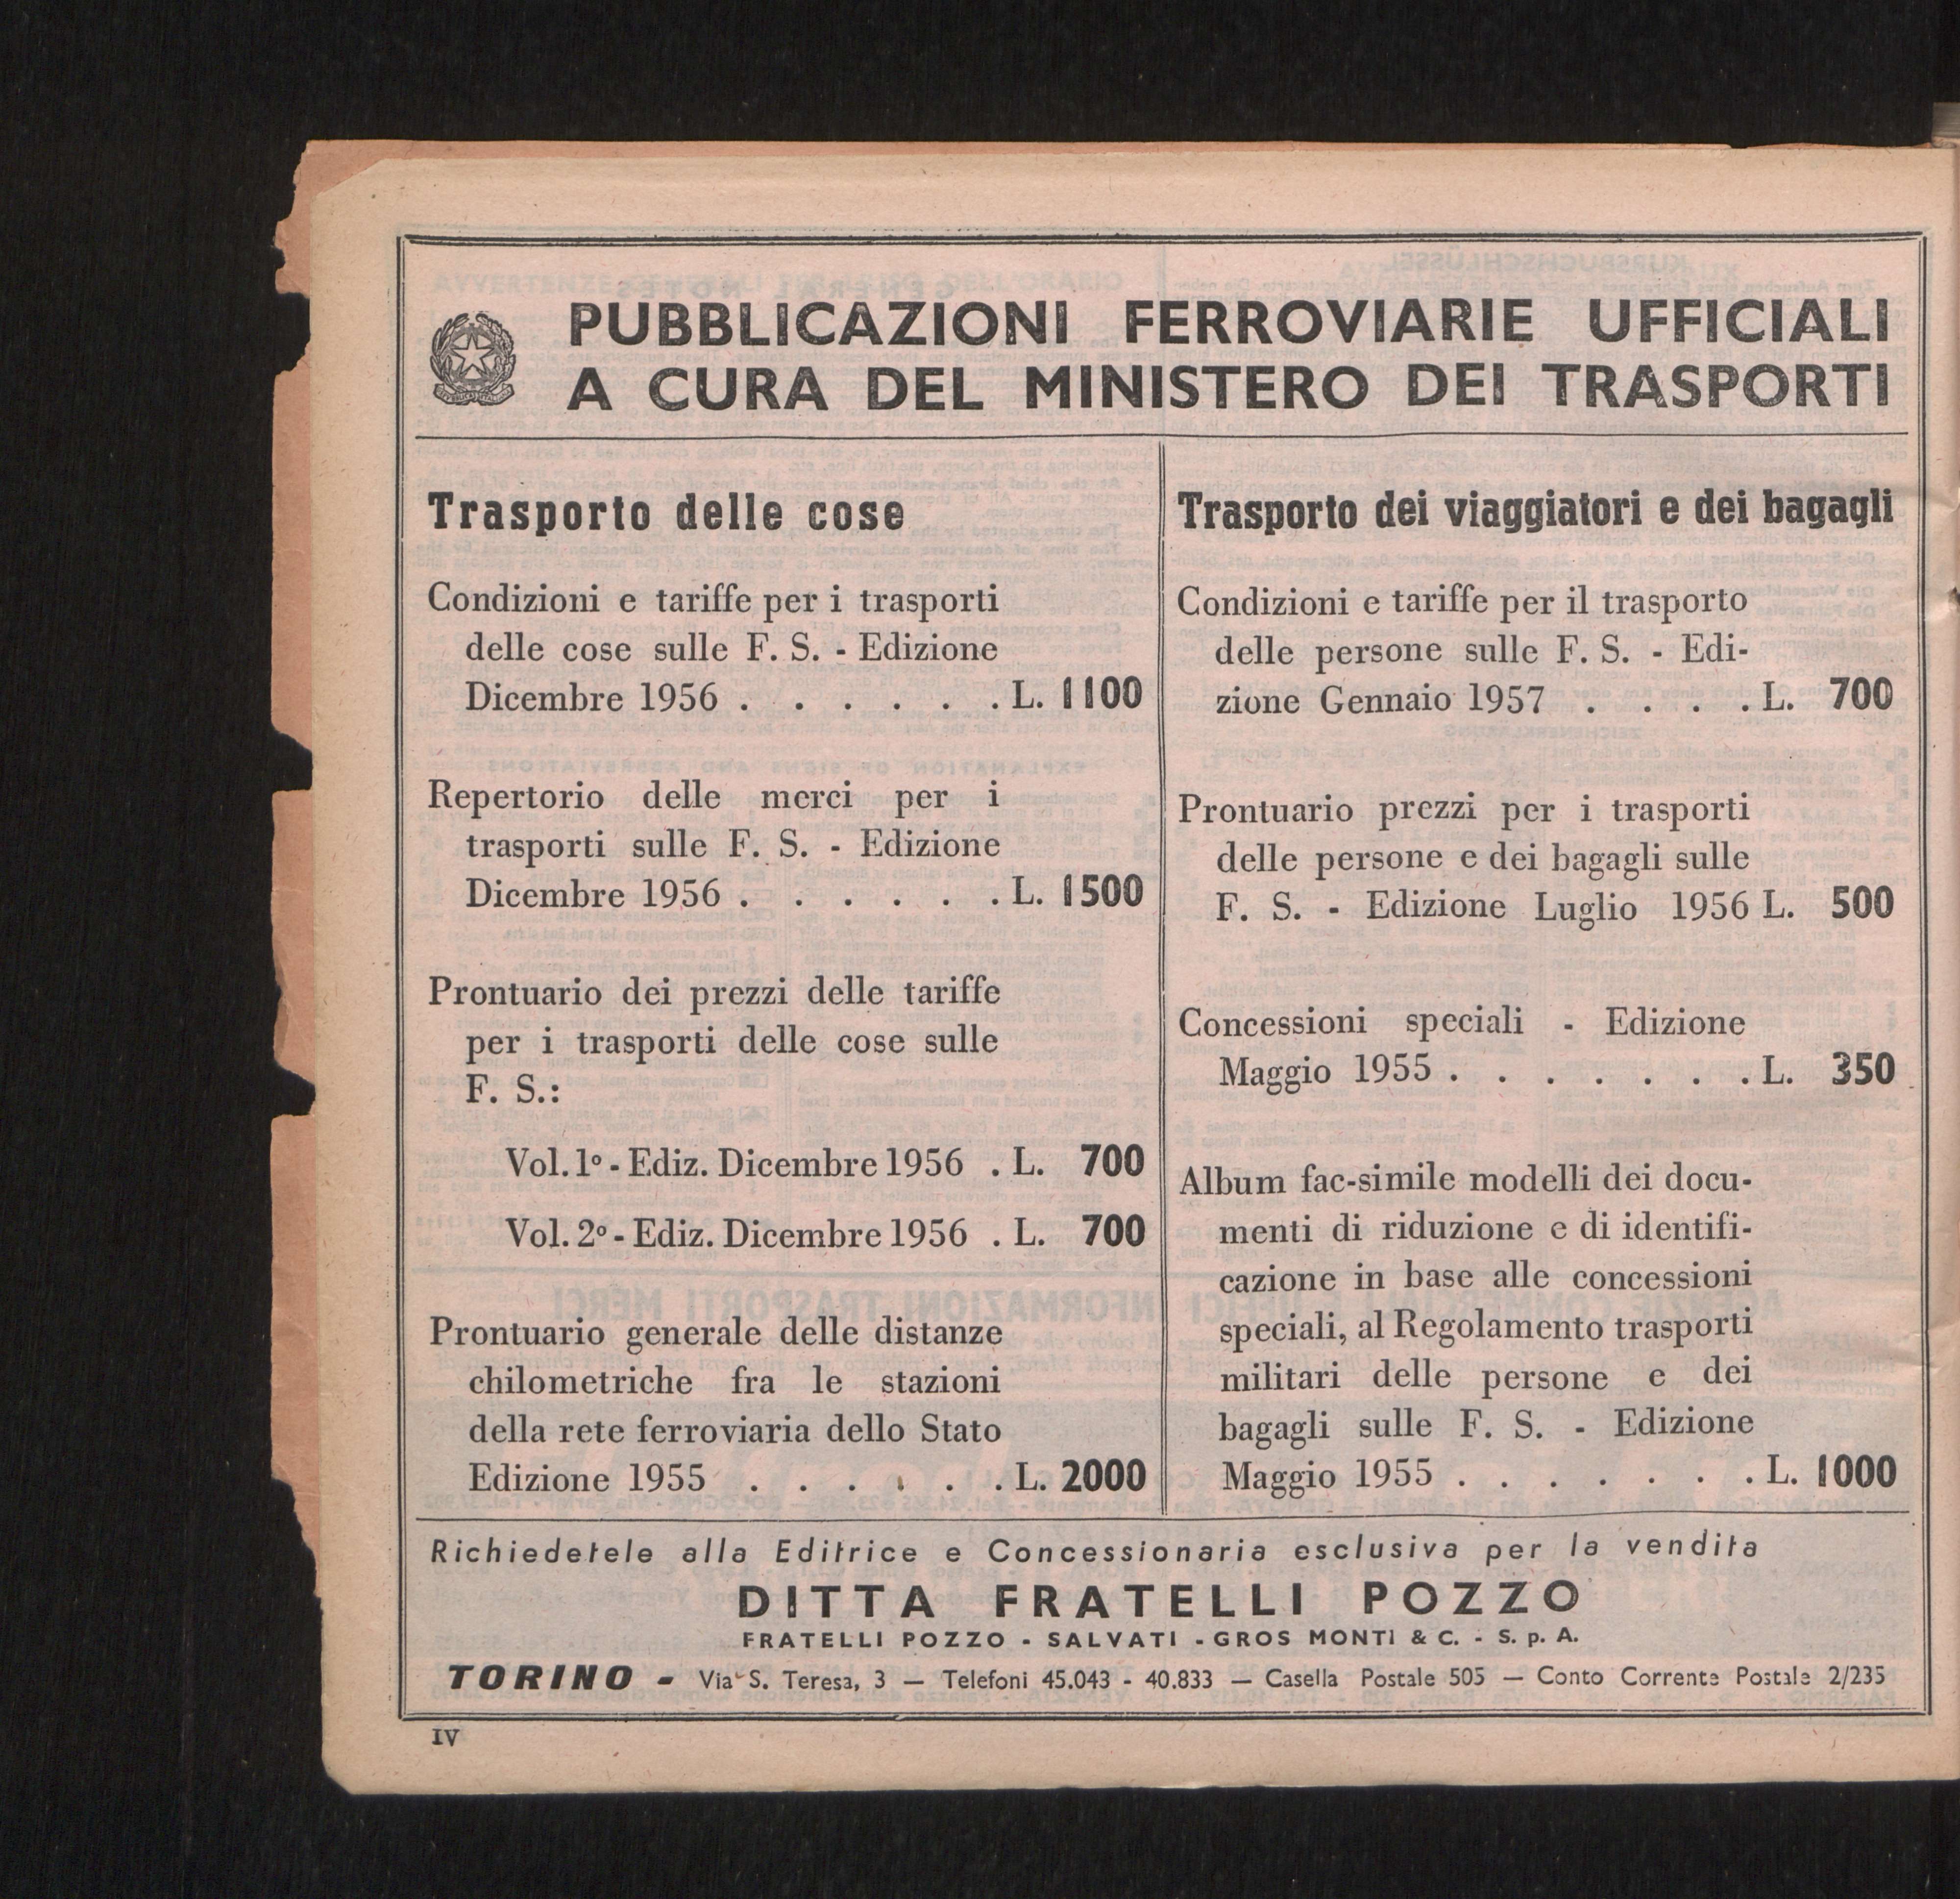 PUBBLICAZIONI FERROVIARIE UFFICIALI
A CURA DEL MINISTERO DEI TRASPORTI
Trasporto delle cose
Condizioni e tariffe per i trasporti
delle cose sulle F. S. - Edizione
Dicembre 1956 . . . . . . L. 1100
Repertorio delle merci per i
trasporti sulle F. S. - Edizione
Dicembre 1956 . . . . . . L. 1500
Prontuario dei prezzi delle tariffe
per i trasporti delle cose sulle
F. S.:
Vol. 1º - Ediz. Dicembre 1956 . L. 700
Vol. 2º - Ediz. Dicembre 1956 . L. 700
Prontuario generale delle distanze
chilometriche fra le stazioni
della rete ferroviaria dello Stato
Edizione 1955 . . . . . . L. 2000
Trasporto dei viaggiatori e dei bagagli
Condizioni e tariffe per il trasporto
delle persone sulle F. S. - Edi-
zione Gennaio 1957 . . . . L. 700
Prontuario prezzi per i trasporti
delle persone e dei bagagli sulle
F. S. - Edizione Luglio 1956 L. 500
Concessioni speciali - Edizione
Maggio 1955 . . . . . . . L. 350
Album fac-simile modelli dei docu-
menti di riduzione e di identifi-
cazione in base alle concessioni
speciali, al Regolamento trasporti
militari delle persone e dei
bagagli sulle F. S. - Edizione
Maggio 1955 . . . . . . . L. 1000
Richiedetele alla Editrice e Concessionaria esclusiva per la vendita
DITTA FRATELLI POZZO
FRATELLI POZZO - SALVATI - GROS MONTI & C. - S. p. A.
TORINO - Via S. Teresa, 3 — Telefoni 45.043 - 40.833 — Casella Postale 505 — Conto Corrente Postale 2/235
IV